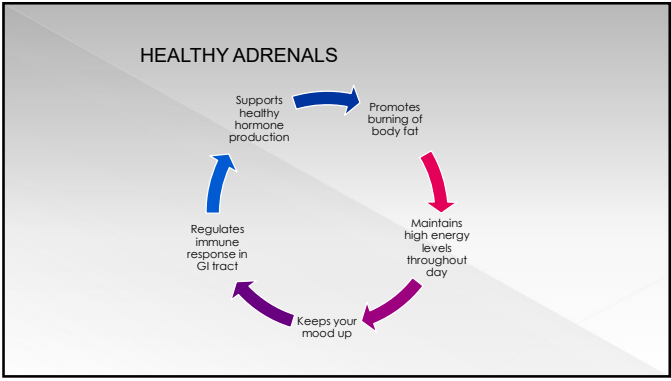 HEALTHY ADRENALS
Supports
healthy
hormone
production
Promotes
burning of
body fat
Maintains
high energy
levels
throughout
day
Keeps your
mood up
Regulates
immune
response in
GI tract